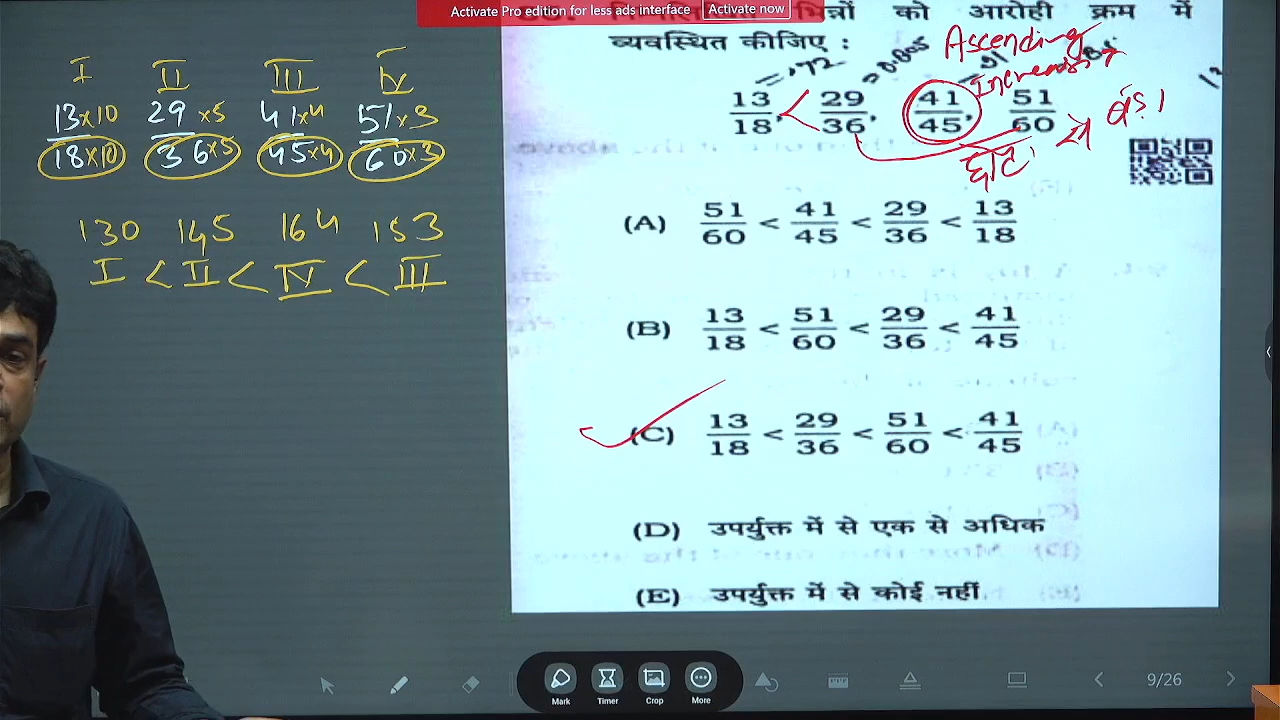 Activate Pro edition for less ads interface Activate now
भिन्नों को आरोही क्रम में
व्यवस्थित कीजिए :
Ascending
Increasing
छोटा से बड़ा
=.72
13/18, < 29/36, 41/45, 51/60
(A) 51/60 < 41/45 < 29/36 < 13/18
(B) 13/18 < 51/60 < 29/36 < 41/45
(C) 13/18 < 29/36 < 51/60 < 41/45
(D) उपर्युक्त में से एक से अधिक
(E) उपर्युक्त में से कोई नहीं
I II III IV
13×10 29×5 41×4 51×3
18×10 36×5 45×4 60×3
130 145 164 153
I < II < IV < III
Mark Timer Crop More
9/26